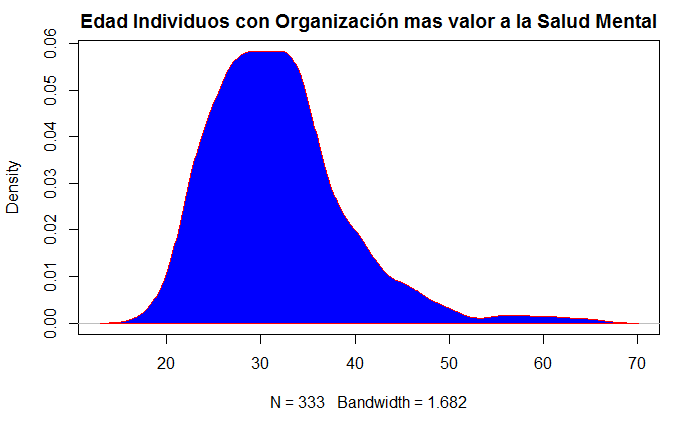 Edad Individuos con Organización mas valor a la Salud Mental
0.06
0.05
0.04
0.03
0.02
0.01
0.00
Density
20 30 40 50 60 70
N = 333 Bandwidth = 1.682